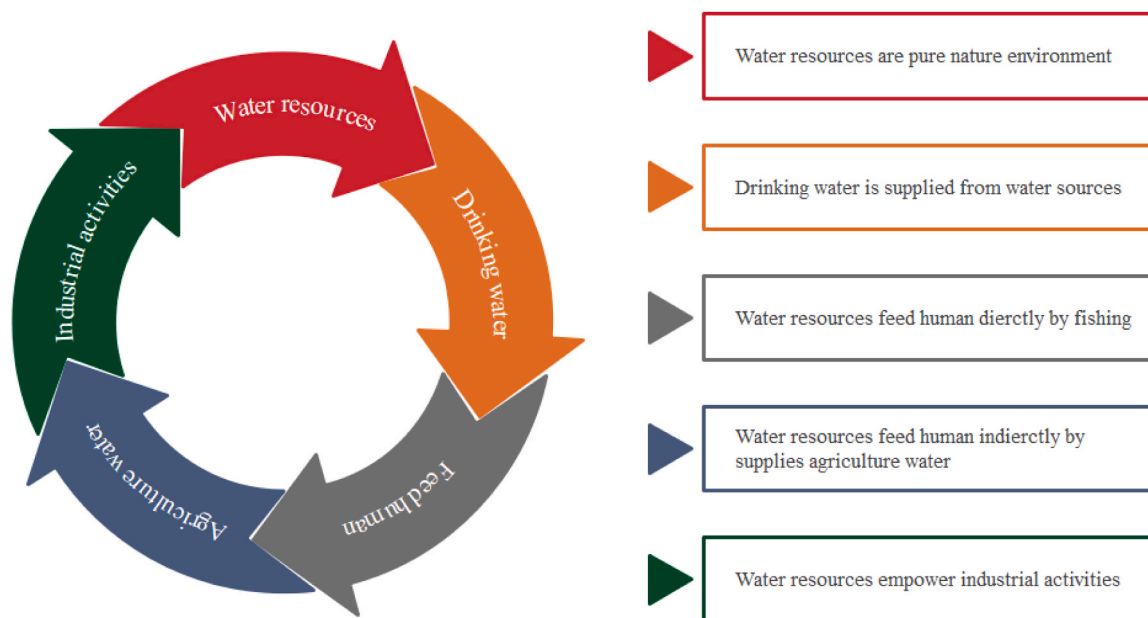 Water resources
Drinking water
Feed human
Agriculture water
Industrial activities
Water resources are pure nature environment
Drinking water is supplied from water sources
Water resources feed human dierctly by fishing
Water resources feed human indierctly by
supplies agriculture water
Water resources empower industrial activities